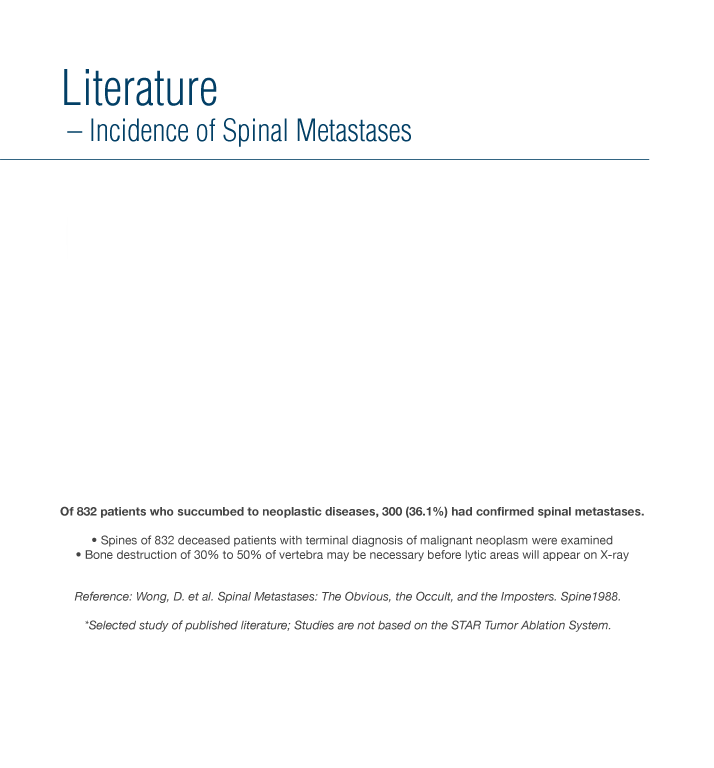 Literature
– Incidence of Spinal Metastases
Of 832 patients who succumbed to neoplastic diseases, 300 (36.1%) had confirmed spinal metastases.
• Spines of 832 deceased patients with terminal diagnosis of malignant neoplasm were examined
• Bone destruction of 30% to 50% of vertebra may be necessary before lytic areas will appear on X-ray
Reference: Wong, D. et al. Spinal Metastases: The Obvious, the Occult, and the Imposters. Spine1988.
*Selected study of published literature; Studies are not based on the STAR Tumor Ablation System.